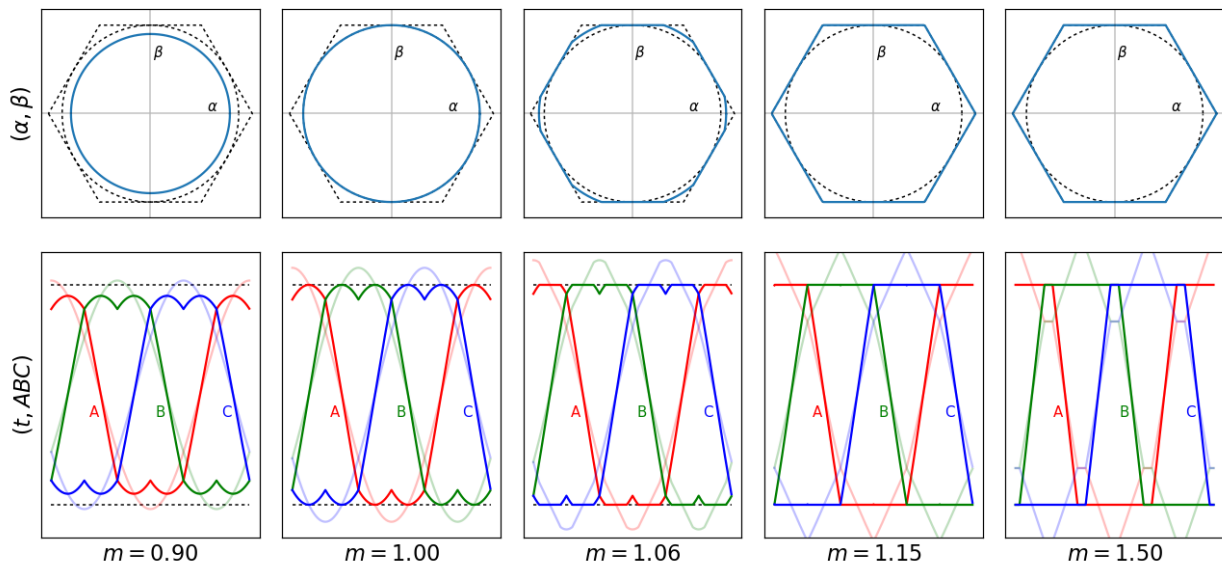 (α, β)
β
α
β
α
β
α
β
α
β
α
(t, ABC)
A
B
C
A
B
C
A
B
C
A
B
C
A
B
C
m = 0.90
m = 1.00
m = 1.06
m = 1.15
m = 1.50